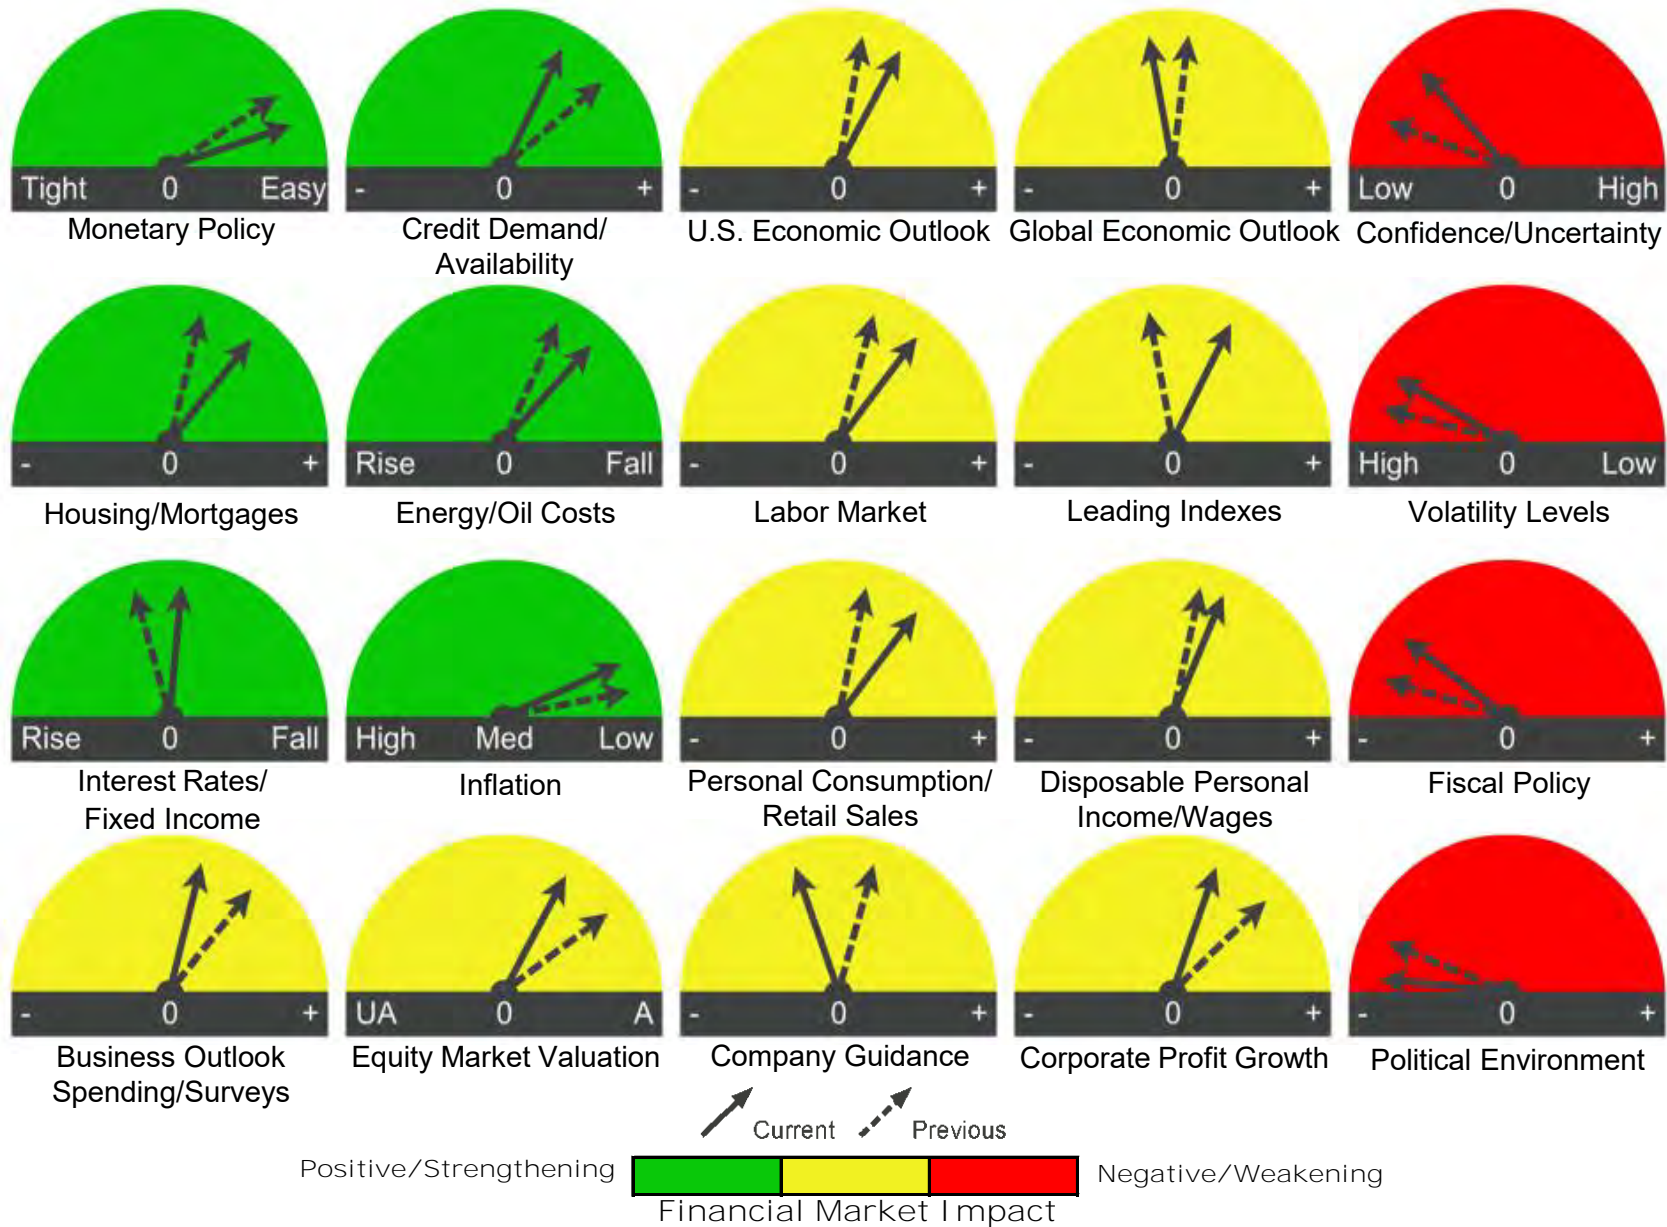 Tight 0 Easy
- 0 +
- 0 +
- 0 +
Low 0 High
Monetary Policy
Credit Demand/
Availability
U.S. Economic Outlook
Global Economic Outlook
Confidence/Uncertainty
- 0 +
Rise 0 Fall
- 0 +
- 0 +
High 0 Low
Housing/Mortgages
Energy/Oil Costs
Labor Market
Leading Indexes
Volatility Levels
Rise 0 Fall
High Med Low
- 0 +
- 0 +
- 0 +
Interest Rates/
Fixed Income
Inflation
Personal Consumption/
Retail Sales
Disposable Personal
Income/Wages
Fiscal Policy
- 0 +
UA 0 A
- 0 +
- 0 +
- 0 +
Business Outlook
Spending/Surveys
Equity Market Valuation
Company Guidance
Corporate Profit Growth
Political Environment
Current Previous
Positive/Strengthening Negative/Weakening
Financial Market Impact